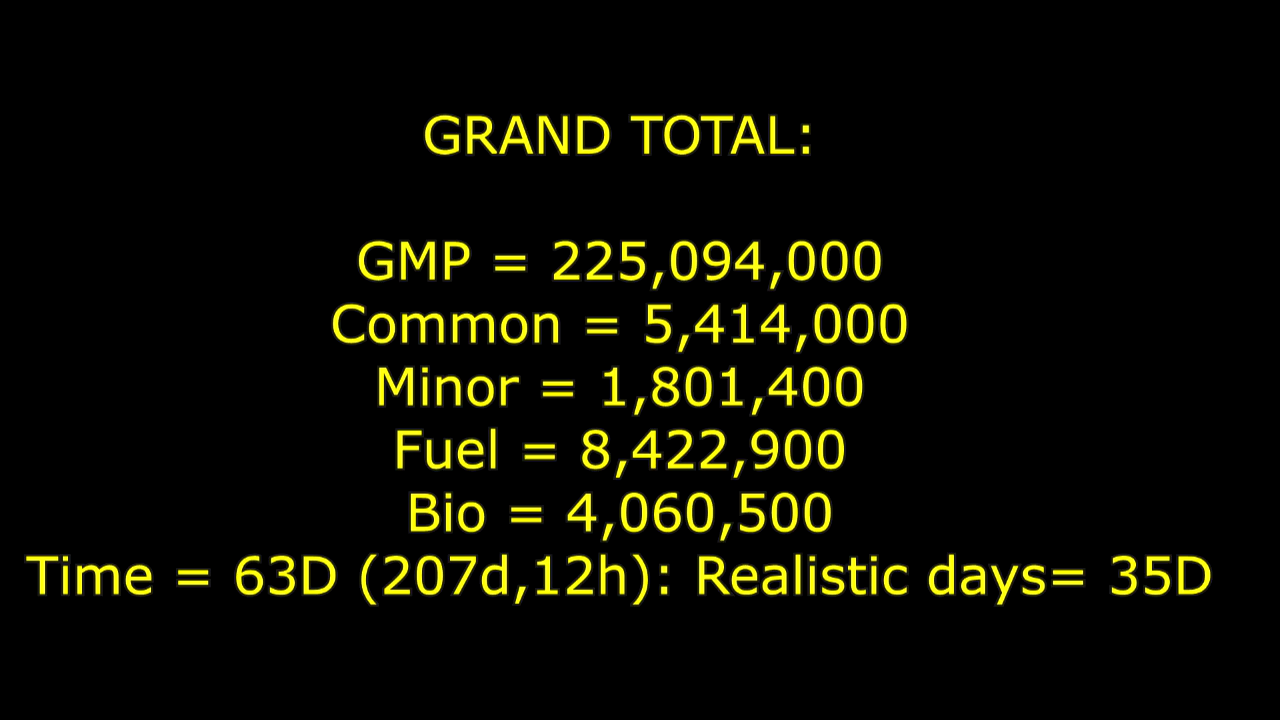 GRAND TOTAL:
GMP = 225,094,000
Common = 5,414,000
Minor = 1,801,400
Fuel = 8,422,900
Bio = 4,060,500
Time = 63D (207d,12h): Realistic days= 35D